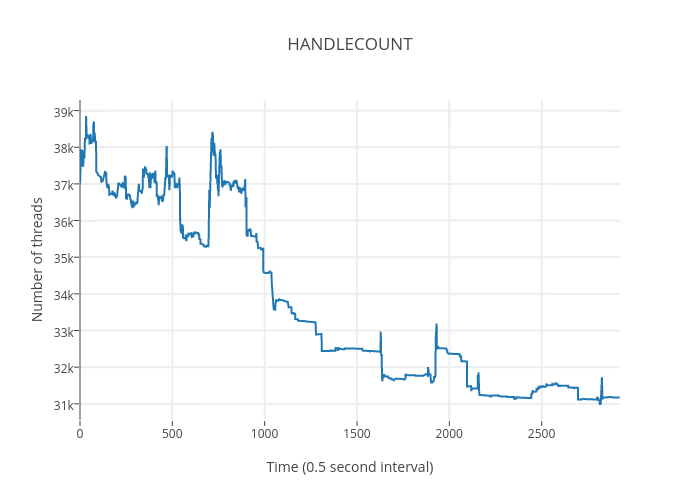 HANDLECOUNT
39k
38k
37k
36k
35k
34k
33k
32k
31k
Number of threads
0 500 1000 1500 2000 2500
Time (0.5 second interval)